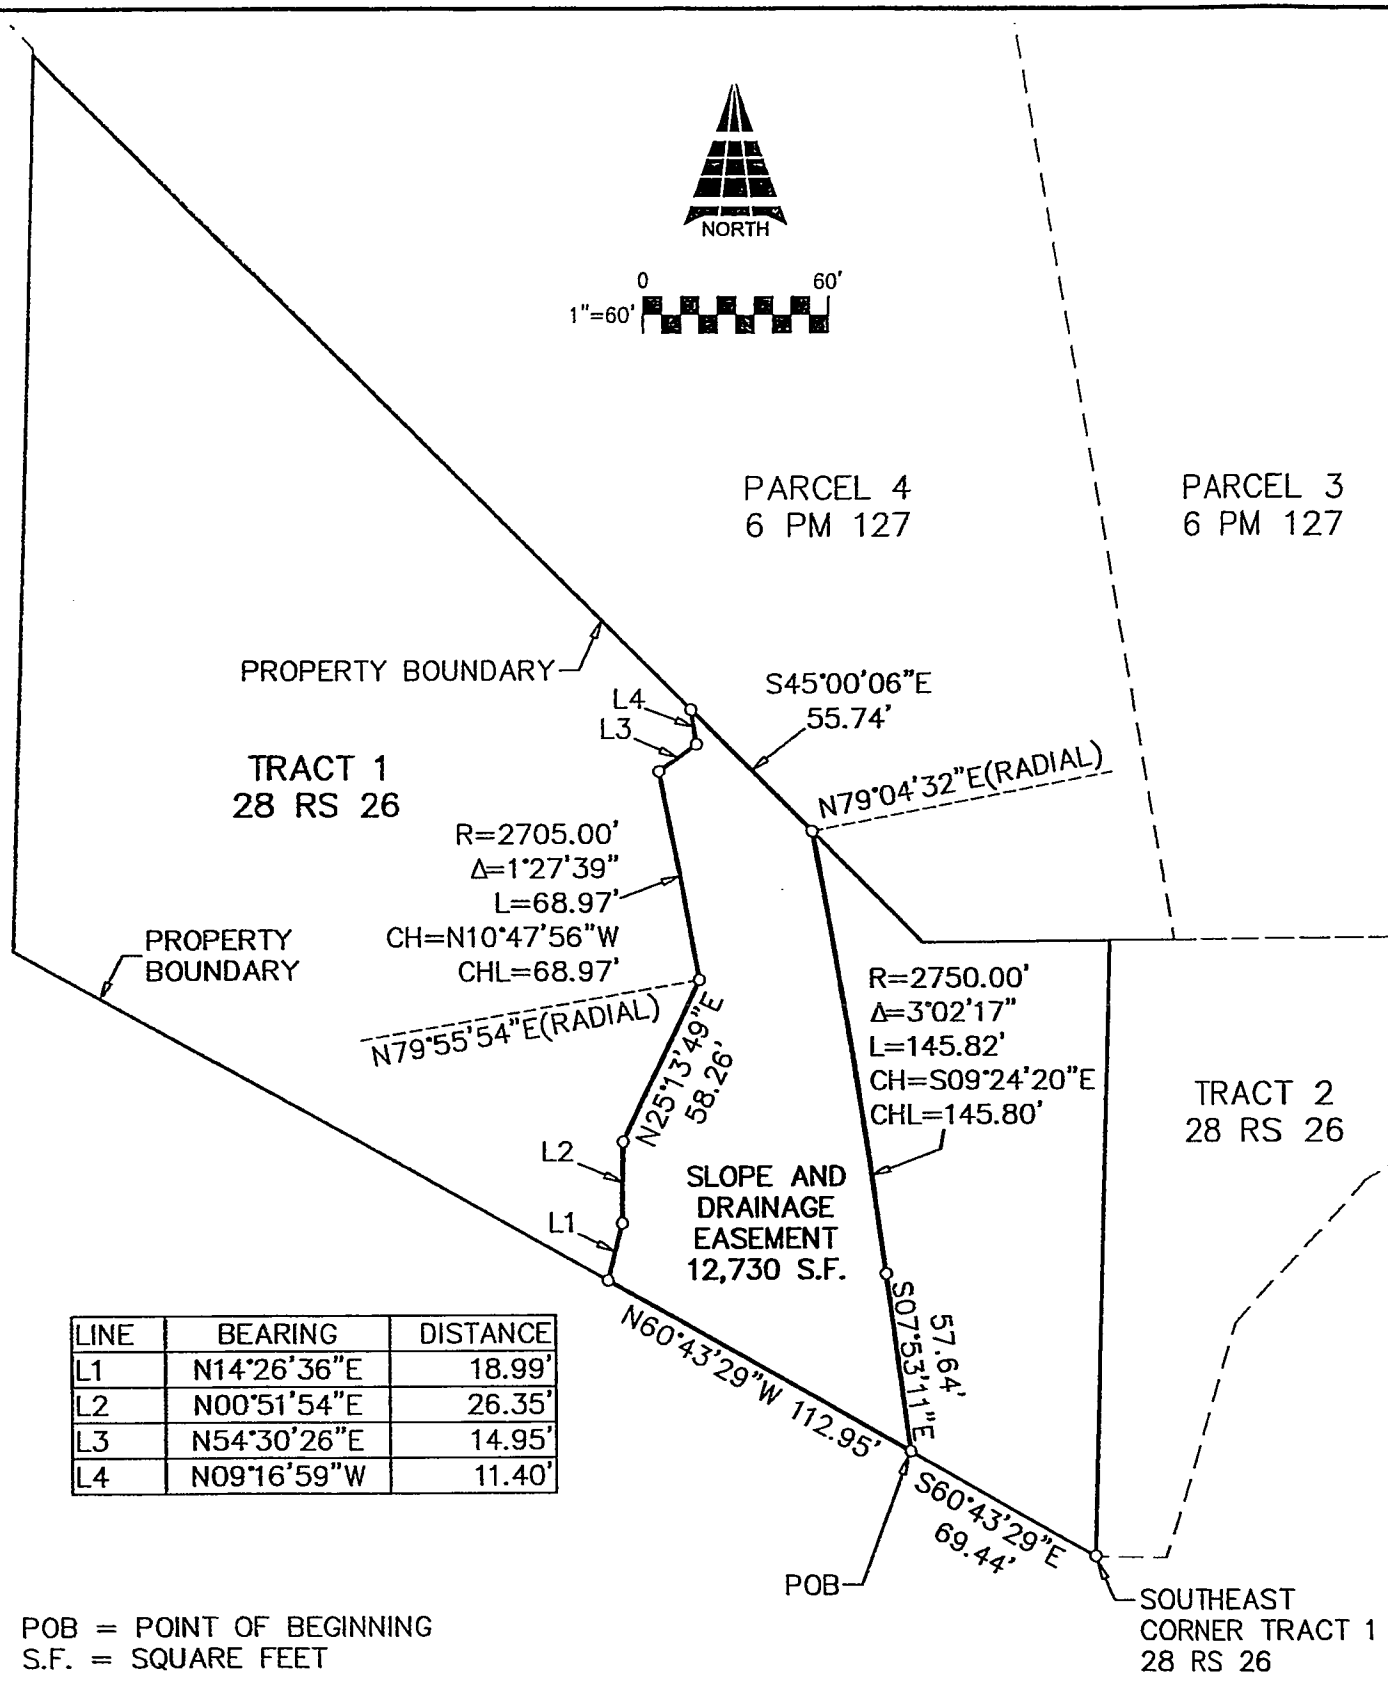 NORTH
0 60'
1"=60'
PARCEL 4
6 PM 127
PARCEL 3
6 PM 127
PROPERTY BOUNDARY
S45°00'06"E
55.74'
L4
L3
N79°04'32"E(RADIAL)
TRACT 1
28 RS 26
R=2705.00'
Δ=1°27'39"
L=68.97'
CH=N10°47'56"W
CHL=68.97'
PROPERTY
BOUNDARY
N79°55'54"E(RADIAL)
R=2750.00'
Δ=3°02'17"
L=145.82'
CH=S09°24'20"E
CHL=145.80'
N25°13'49"E
58.26'
TRACT 2
28 RS 26
L2
L1
SLOPE AND
DRAINAGE
EASEMENT
12,730 S.F.
S07°53'11"E
57.64'
N60°43'29"W 112.95'
LINE BEARING DISTANCE
L1 N14°26'36"E 18.99'
L2 N00°51'54"E 26.35'
L3 N54°30'26"E 14.95'
L4 N09°16'59"W 11.40'
S60°43'29"E
69.44'
POB
SOUTHEAST
CORNER TRACT 1
28 RS 26
POB = POINT OF BEGINNING
S.F. = SQUARE FEET